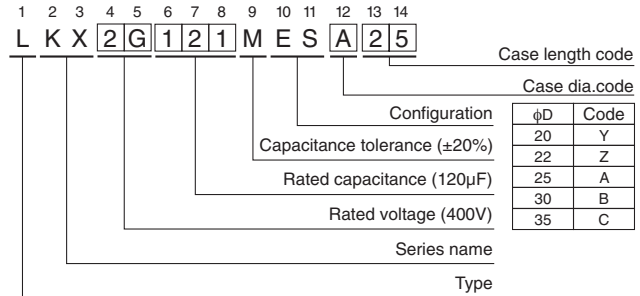 1 2 3 4 5 6 7 8 9 10 11 12 13 14
L K X 2 G 1 2 1 M E S A 2 5
Case length code
Case dia.code
Configuration
Capacitance tolerance (±20%)
Rated capacitance (120µF)
Rated voltage (400V)
Series name
Type
ϕD Code
20 Y
22 Z
25 A
30 B
35 C